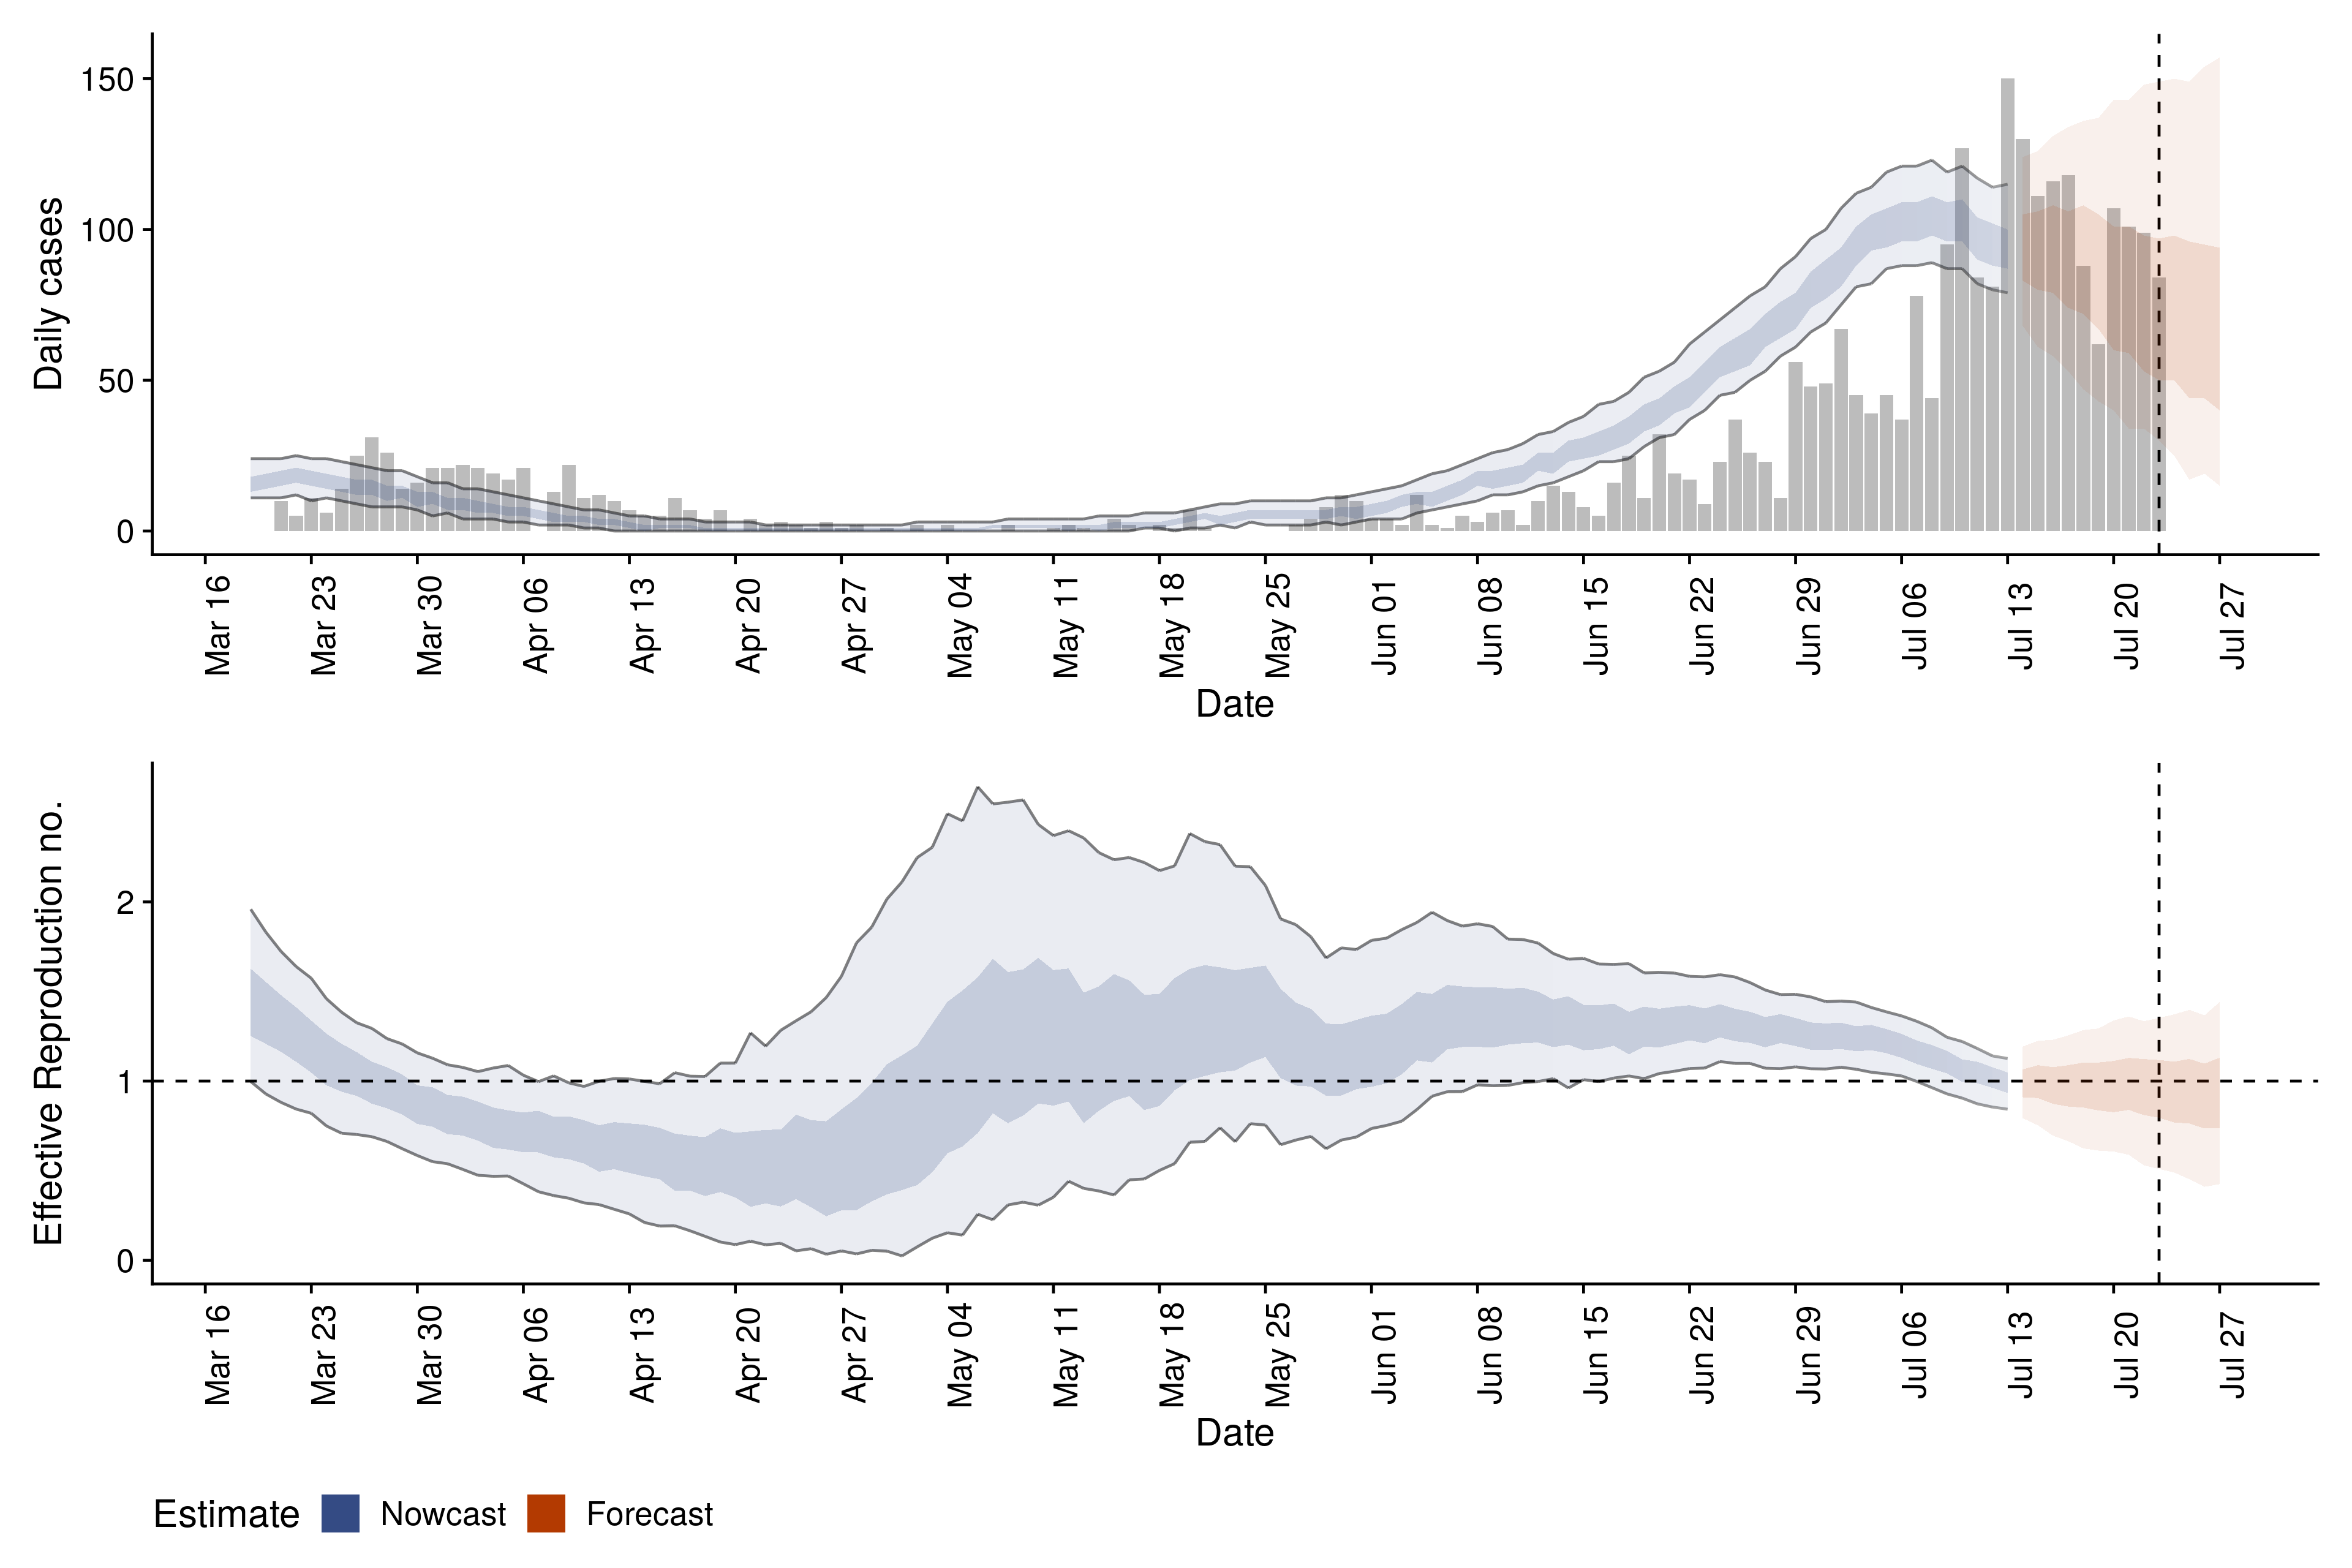 Daily cases
150
100
50
0
Mar 16 Mar 23 Mar 30 Apr 06 Apr 13 Apr 20 Apr 27 May 04 May 11 May 18 May 25 Jun 01 Jun 08 Jun 15 Jun 22 Jun 29 Jul 06 Jul 13 Jul 20 Jul 27
Date
Effective Reproduction no.
2
1
0
Mar 16 Mar 23 Mar 30 Apr 06 Apr 13 Apr 20 Apr 27 May 04 May 11 May 18 May 25 Jun 01 Jun 08 Jun 15 Jun 22 Jun 29 Jul 06 Jul 13 Jul 20 Jul 27
Date
Estimate Nowcast Forecast